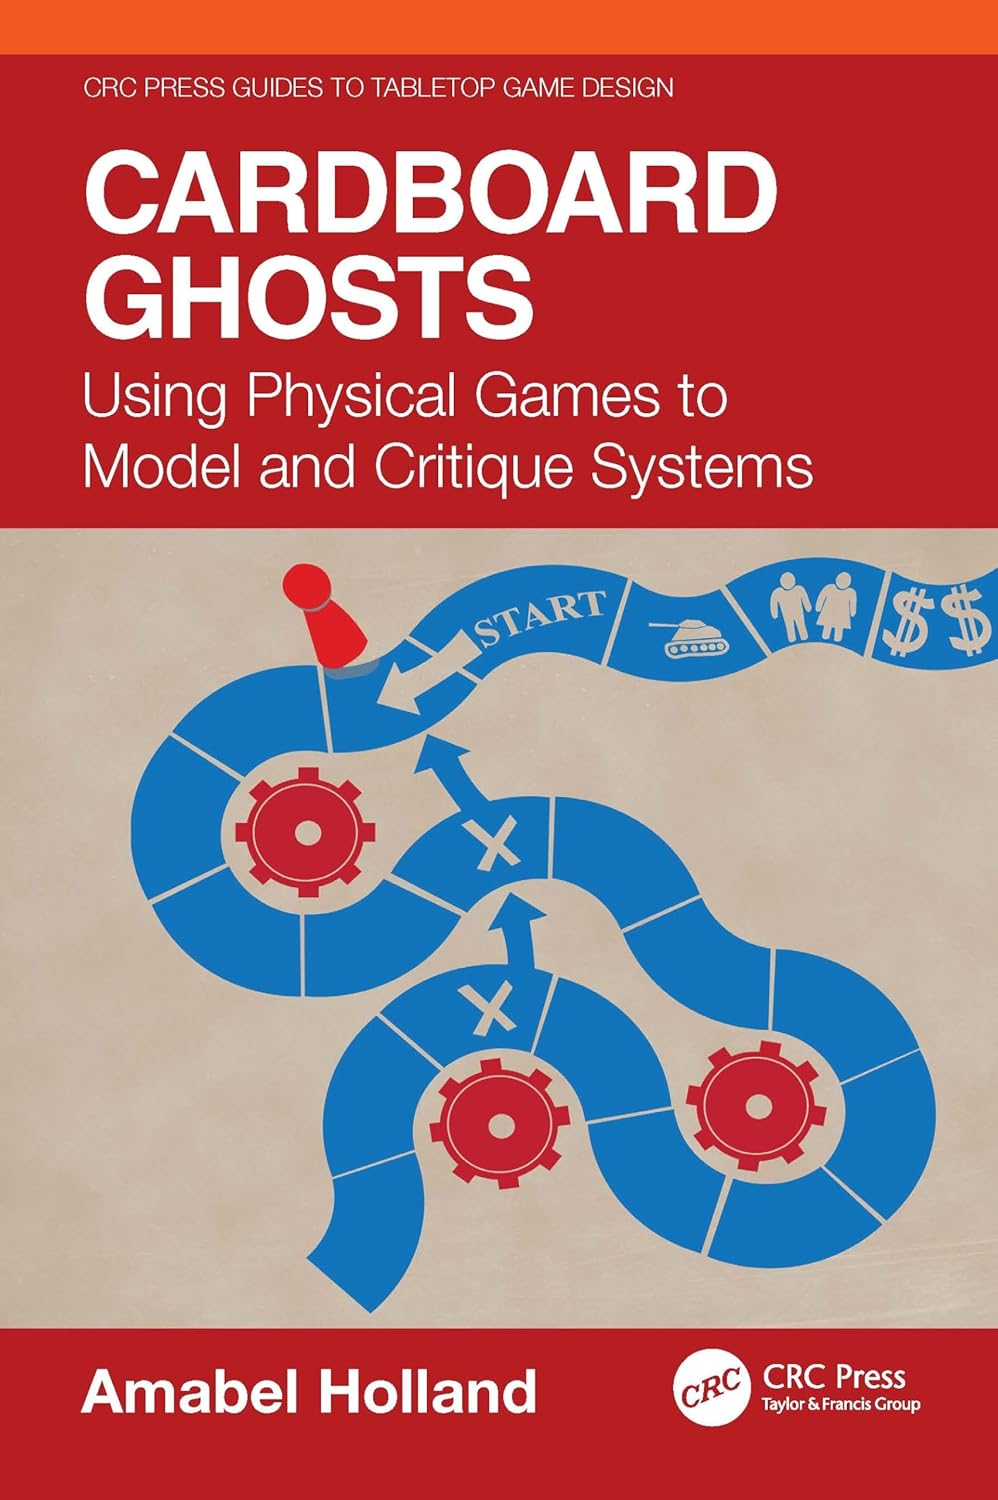 CRC PRESS GUIDES TO TABLETOP GAME DESIGN
CARDBOARD
GHOSTS
Using Physical Games to
Model and Critique Systems
START
$$
X
X
Amabel Holland
CRC
CRC Press
Taylor & Francis Group